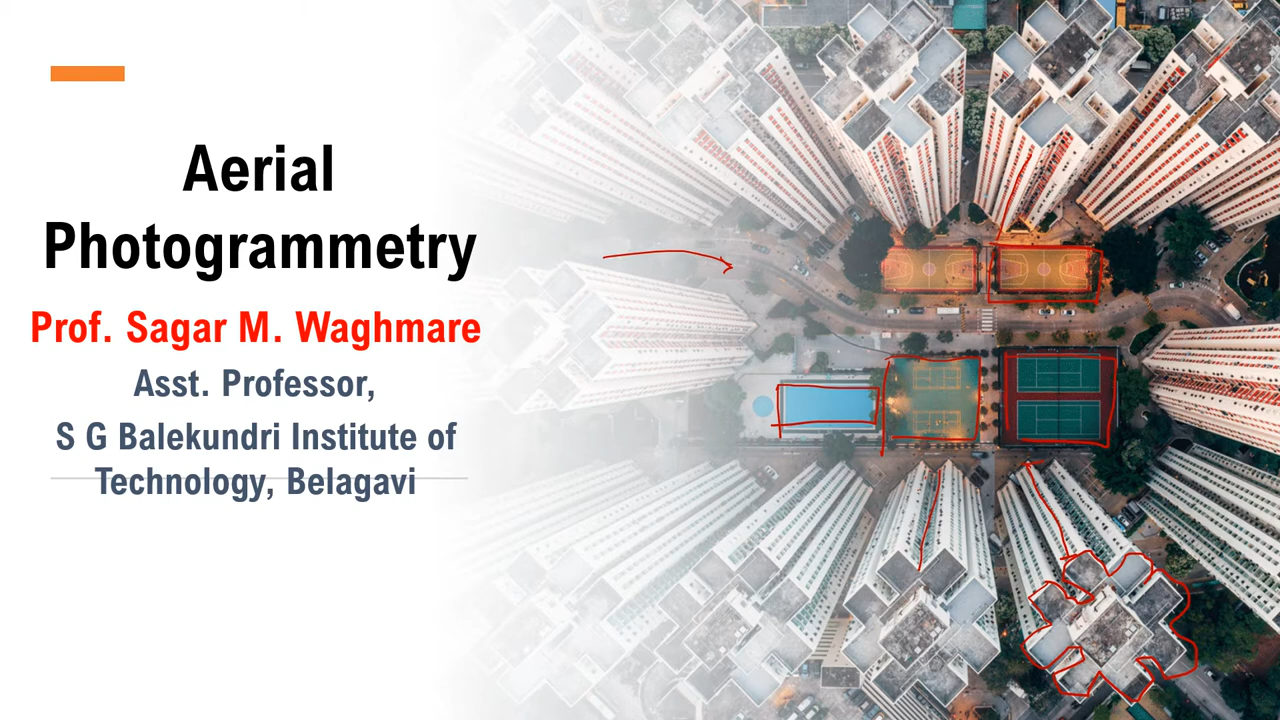 Aerial
Photogrammetry
Prof. Sagar M. Waghmare
Asst. Professor,
S G Balekundri Institute of
Technology, Belagavi